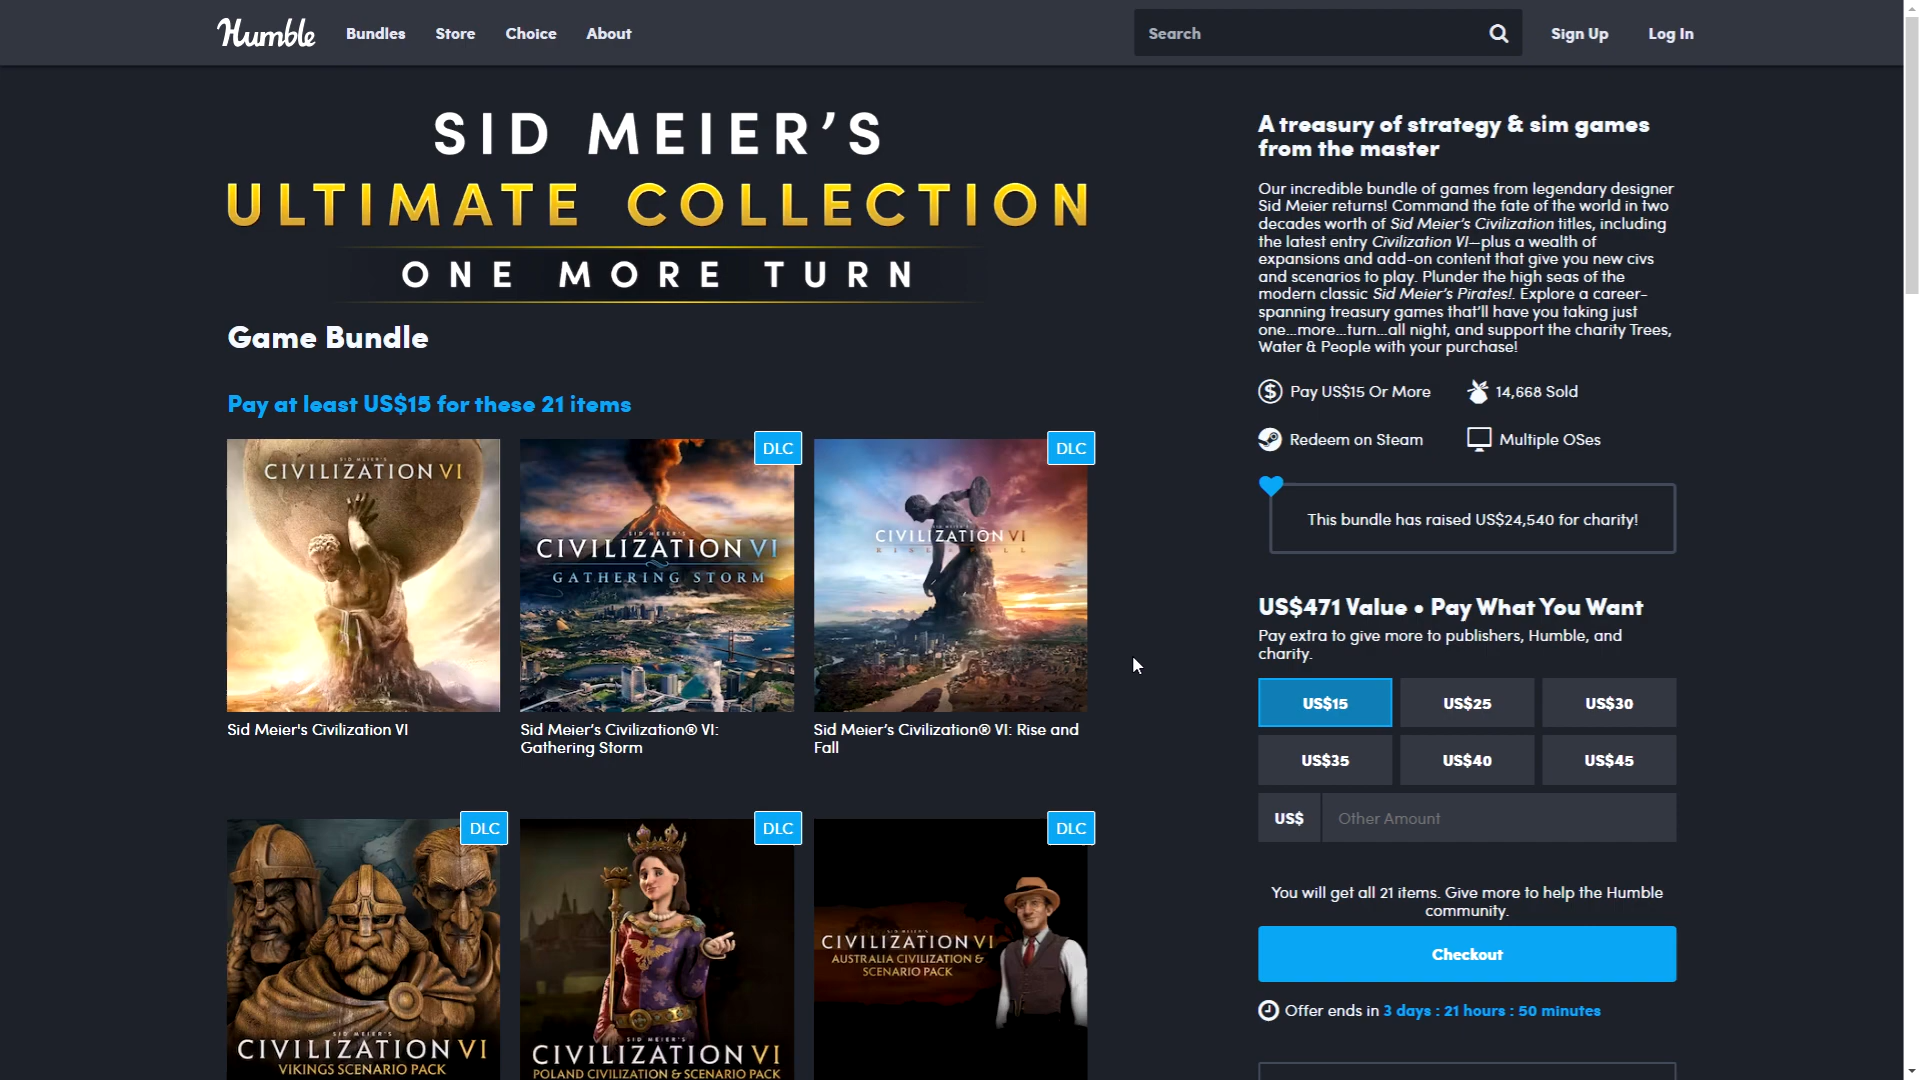 Humble
Bundles
Store
Choice
About
Search
Sign Up
Log In
SID MEIER'S
ULTIMATE COLLECTION
ONE MORE TURN
Game Bundle
Pay at least US$15 for these 21 items
SID MEIER'S
CIVILIZATION VI
Sid Meier's Civilization VI
DLC
SID MEIER'S
CIVILIZATION VI
GATHERING STORM
Sid Meier's Civilization® VI:
Gathering Storm
DLC
CIVILIZATION VI
RISE & FALL
Sid Meier's Civilization® VI: Rise and
Fall
DLC
SID MEIER'S
CIVILIZATION VI
VIKINGS SCENARIO PACK
DLC
SID MEIER'S
CIVILIZATION VI
POLAND CIVILIZATION & SCENARIO PACK
DLC
SID MEIER'S
CIVILIZATION VI
AUSTRALIA CIVILIZATION &
SCENARIO PACK
A treasury of strategy & sim games
from the master
Our incredible bundle of games from legendary designer
Sid Meier returns! Command the fate of the world in two
decades worth of Sid Meier's Civilization titles, including
the latest entry Civilization VI—plus a wealth of
expansions and add-on content that give you new civs
and scenarios to play. Plunder the high seas of the
modern classic Sid Meier's Pirates!. Explore a career-
spanning treasury games that'll have you taking just
one...more...turn...all night, and support the charity Trees,
Water & People with your purchase!
Pay US$15 Or More
14,668 Sold
Redeem on Steam
Multiple OSes
This bundle has raised US$24,540 for charity!
US$471 Value • Pay What You Want
Pay extra to give more to publishers, Humble, and
charity.
US$15
US$25
US$30
US$35
US$40
US$45
US$
Other Amount
You will get all 21 items. Give more to help the Humble
community.
Checkout
Offer ends in 3 days : 21 hours : 50 minutes